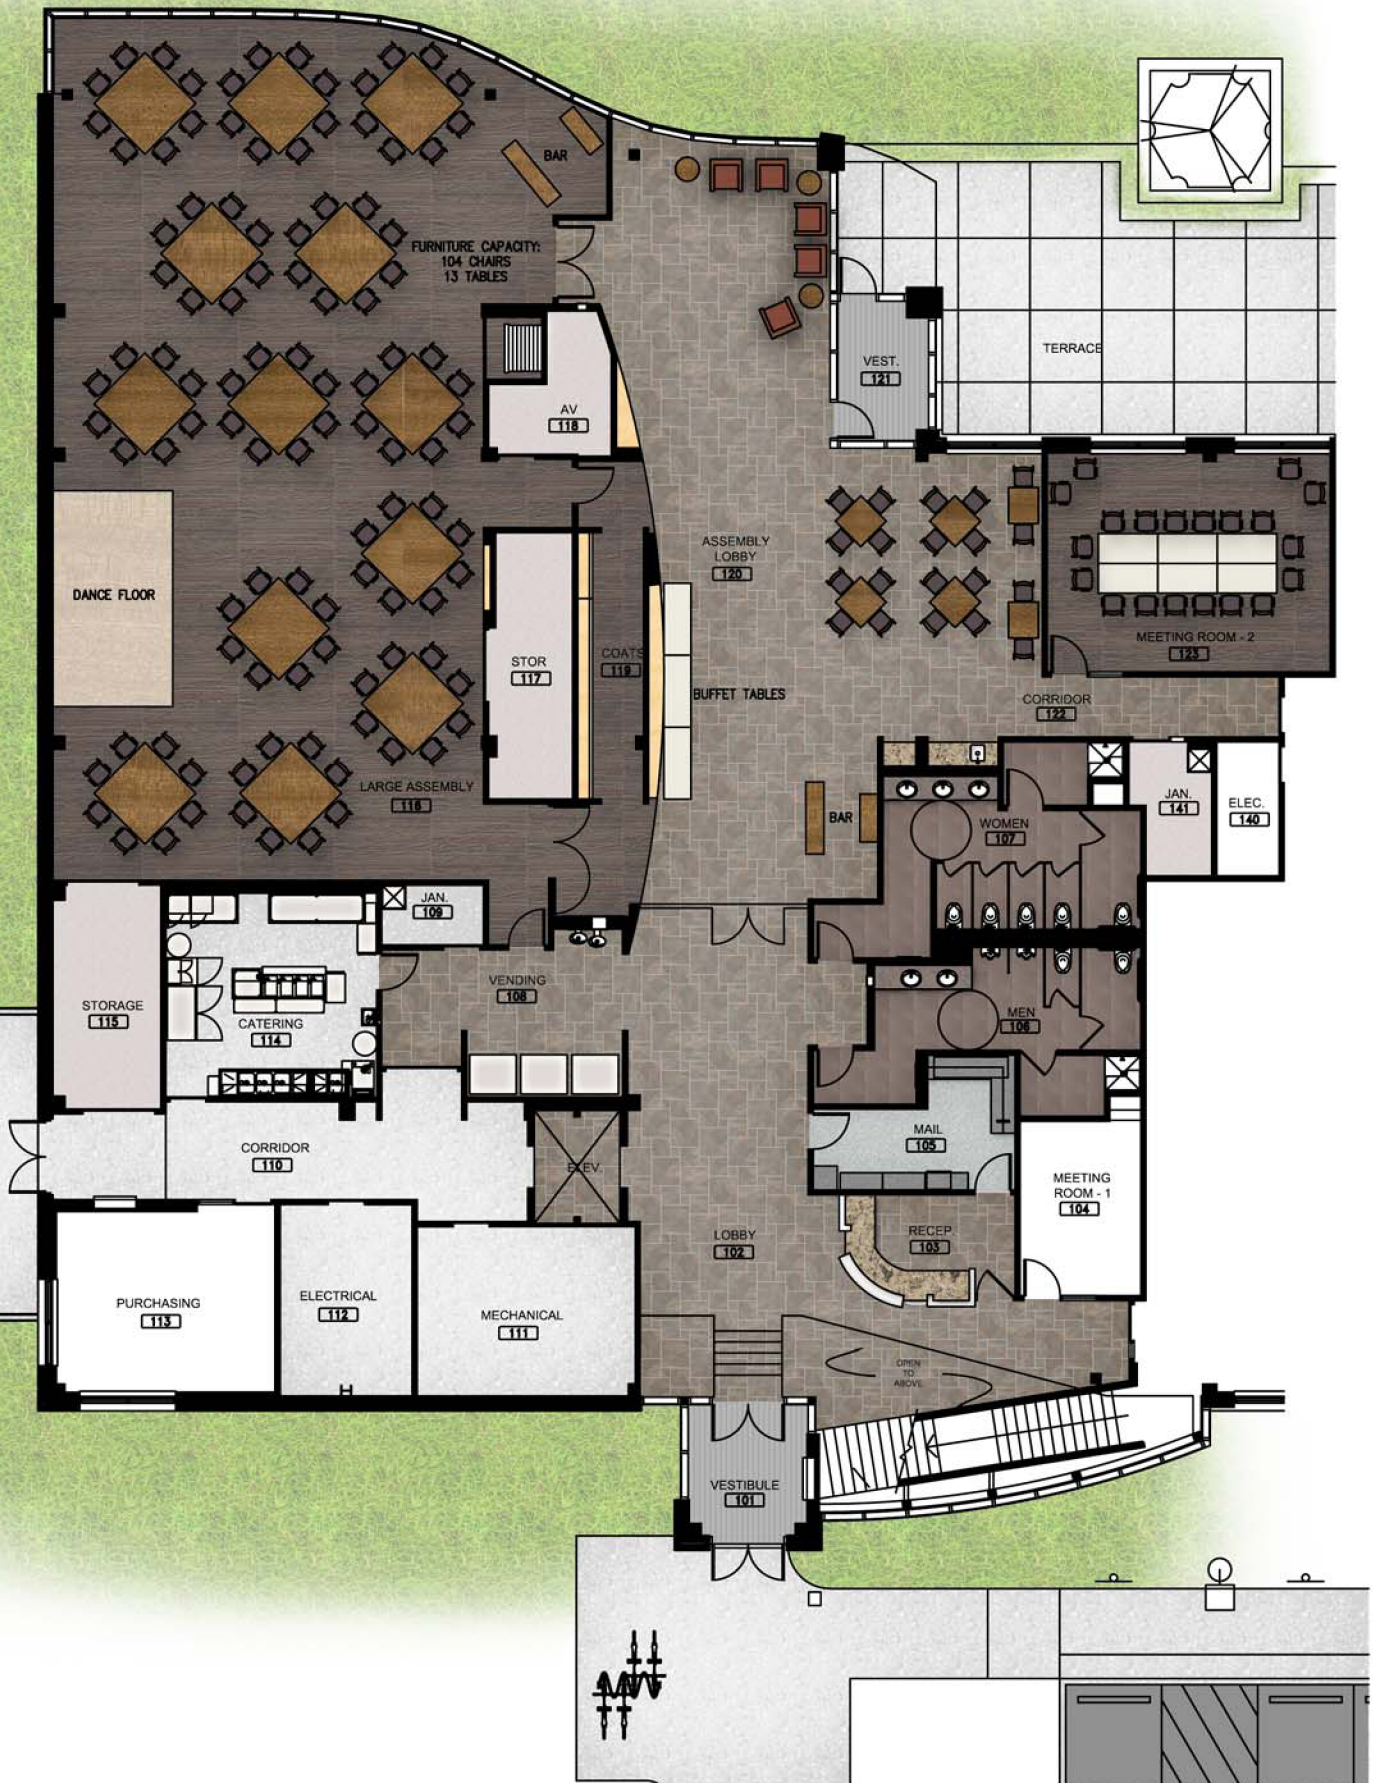 BAR
FURNITURE CAPACITY:
104 CHAIRS
13 TABLES
VEST.
121
TERRACE
AV
118
DANCE FLOOR
ASSEMBLY
LOBBY
120
MEETING ROOM - 2
123
STOR
117
COATS
119
BUFFET TABLES
CORRIDOR
122
LARGE ASSEMBLY
116
BAR
WOMEN
107
JAN.
141
ELEC.
140
JAN.
109
VENDING
108
STORAGE
115
CATERING
114
MEN
106
MAIL
105
CORRIDOR
110
ELEV.
MEETING
ROOM - 1
104
LOBBY
102
RECEP.
103
PURCHASING
113
ELECTRICAL
112
MECHANICAL
111
OPEN
TO
ABOVE
VESTIBULE
101